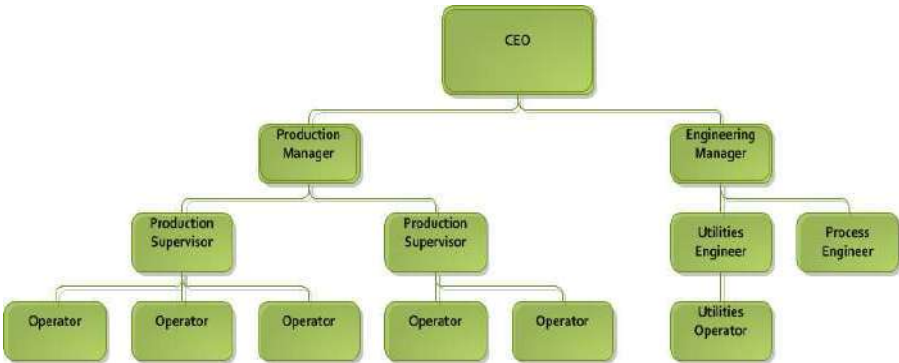 CEO
Production
Manager
Engineering
Manager
Production
Supervisor
Production
Supervisor
Utilities
Engineer
Process
Engineer
Operator
Operator
Operator
Operator
Operator
Utilities
Operator